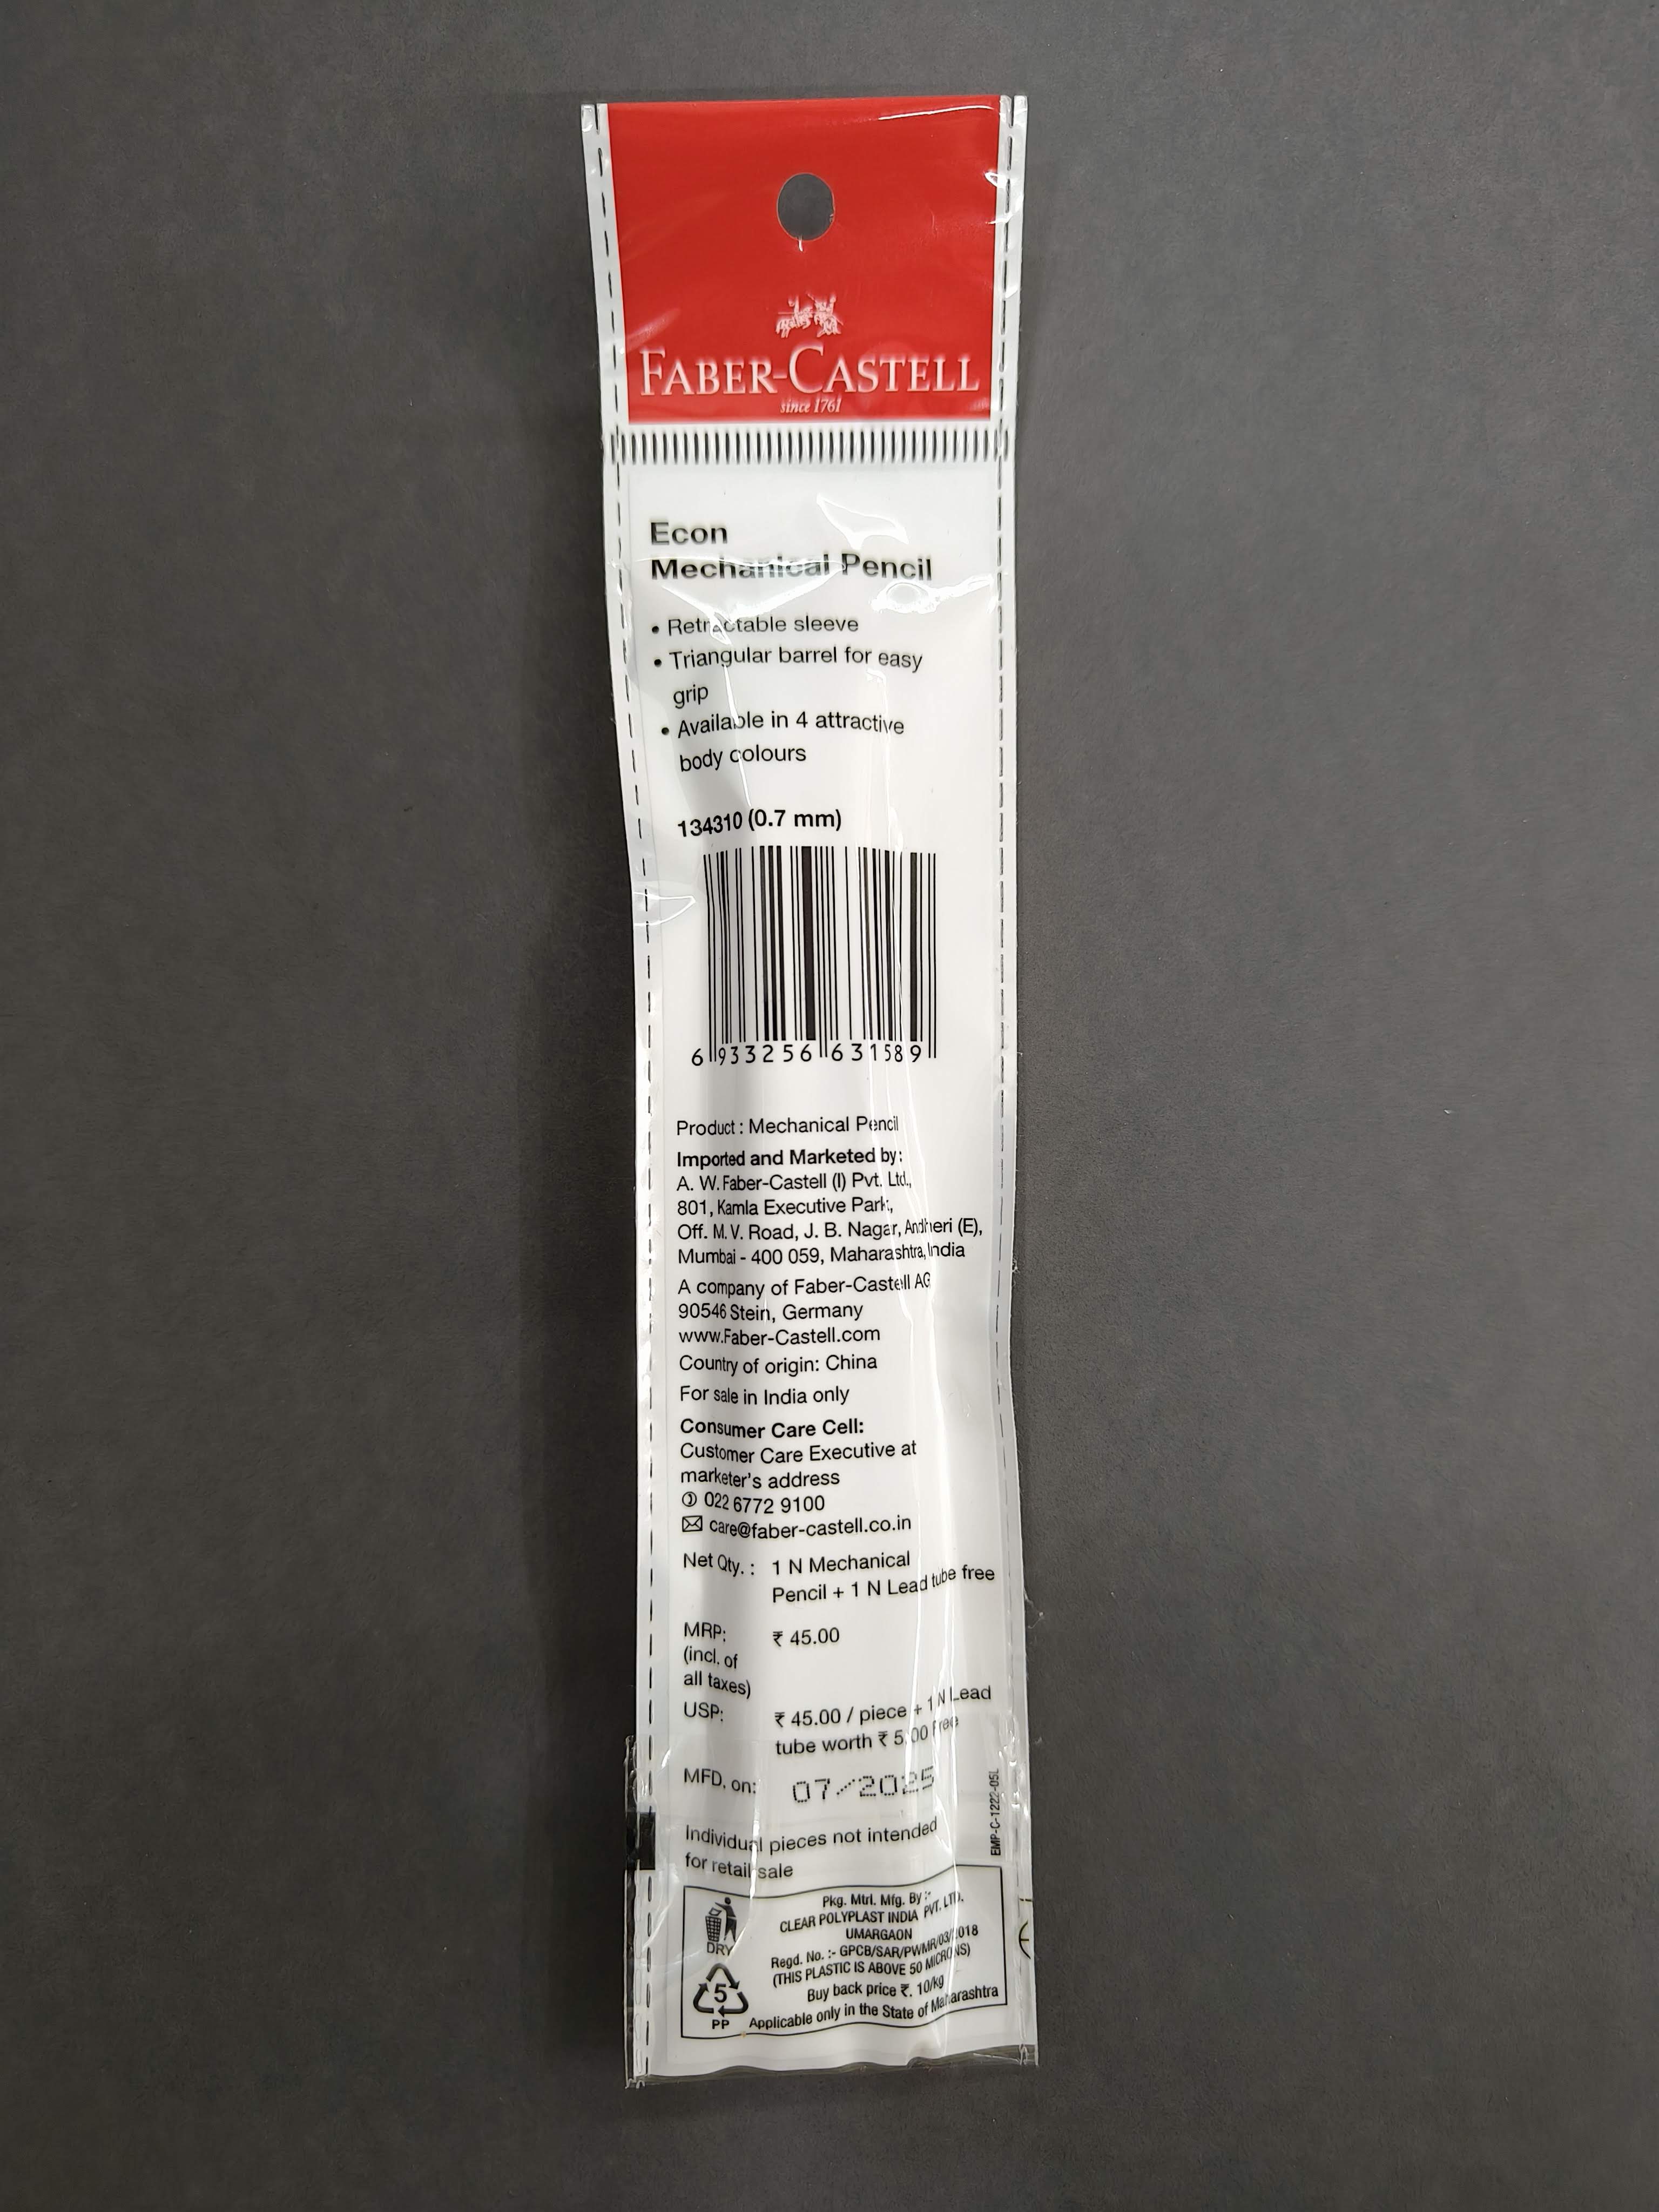 FABER-CASTELL
since 1761
Econ
Mechanical Pencil
• Retractable sleeve
• Triangular barrel for easy
grip
• Available in 4 attractive
body colours
134310 (0.7 mm)
6 933256 631589
Product : Mechanical Pencil
Imported and Marketed by:
A. W. Faber-Castell (I) Pvt. Ltd.,
801, Kamla Executive Park,
Off. M. V. Road, J. B. Nagar, Andheri (E),
Mumbai - 400 059, Maharashtra, India
A company of Faber-Castell AG
90546 Stein, Germany
www.Faber-Castell.com
Country of origin: China
For sale in India only
Consumer Care Cell:
Customer Care Executive at
marketer's address
022 6772 9100
care@faber-castell.co.in
Net Qty. : 1 N Mechanical
Pencil + 1 N Lead tube free
MRP: ₹ 45.00
(incl. of
all taxes)
USP: ₹ 45.00 / piece + 1 N Lead
tube worth ₹ 5.00 free
MFD. on: 07/2025
EMP-C-1222-05L
Individual pieces not intended
for retail sale
Pkg. Mtrl. Mfg. By :-
CLEAR POLYPLAST INDIA PVT. LTD.
UMARGAON
Regd. No. :- GPCB/SAR/PWMR/03/2018
(THIS PLASTIC IS ABOVE 50 MICRONS)
Buy back price ₹. 10/kg
Applicable only in the State of Maharashtra
DRY
5
PP